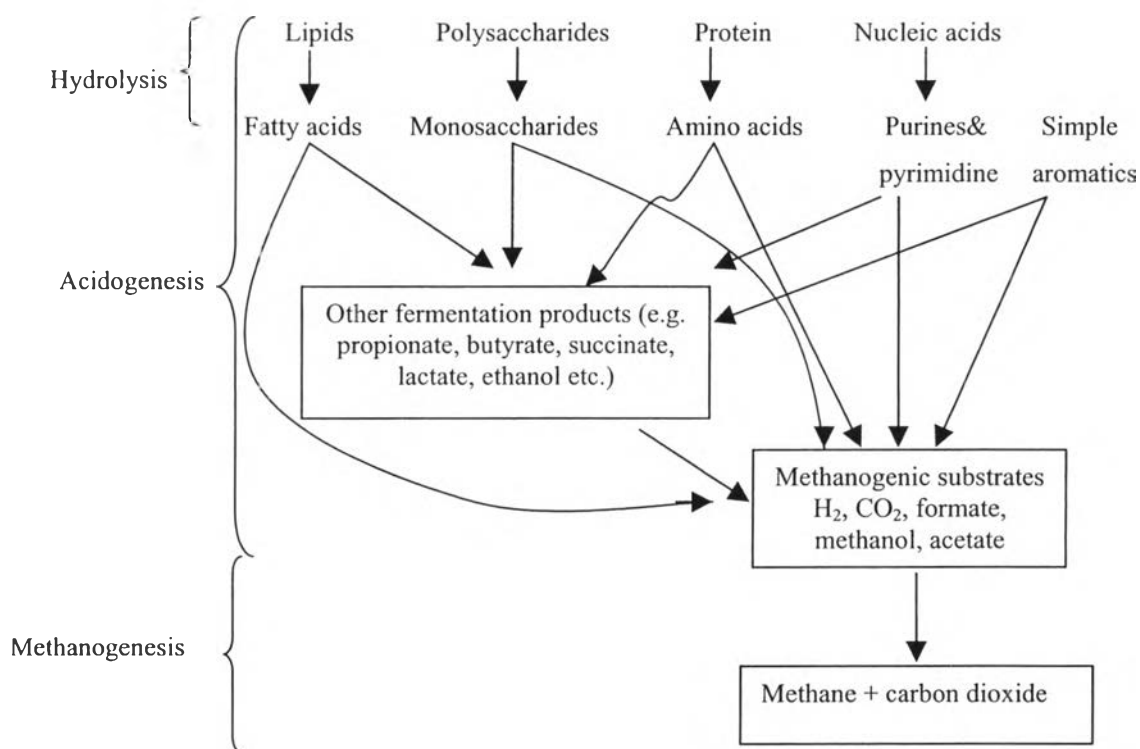 Lipids Polysaccharides Protein Nucleic acids
Hydrolysis
Fatty acids Monosaccharides Amino acids Purines& Simple
pyrimidine aromatics
Acidogenesis
Other fermentation products (e.g.
propionate, butyrate, succinate,
lactate, ethanol etc.)
Methanogenic substrates
H₂, CO₂, formate,
methanol, acetate
Methanogenesis
Methane + carbon dioxide